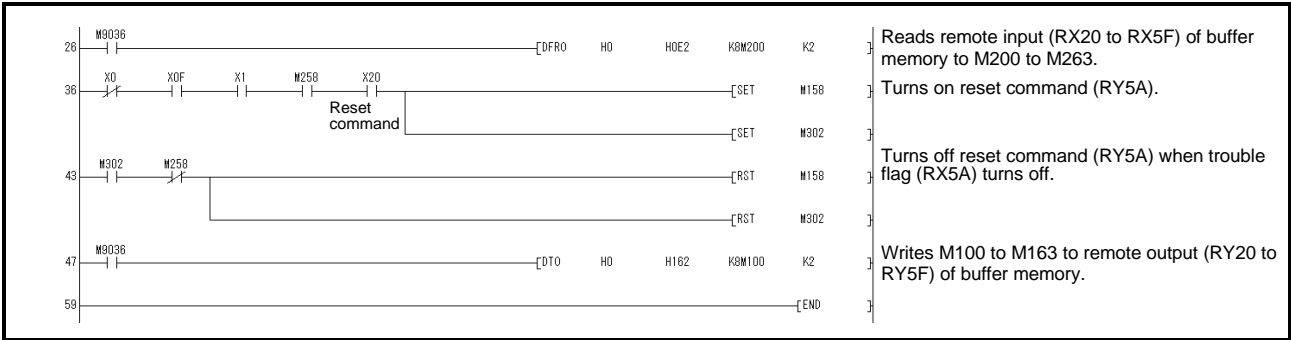 M9036
26 [DFRO H0 H0E2 K8M200 K2 ] Reads remote input (RX20 to RX5F) of buffer
memory to M200 to M263.
X0 X0F X1 M258 X20
36 [SET M158 ] Turns on reset command (RY5A).
Reset
command
[SET M302 ]
M302 M258
Turns off reset command (RY5A) when trouble
43 [RST M158 ] flag (RX5A) turns off.
[RST M302 ]
M9036
47 [DTO H0 H162 K8M100 K2 ] Writes M100 to M163 to remote output (RY20 to
RY5F) of buffer memory.
59 [END ]